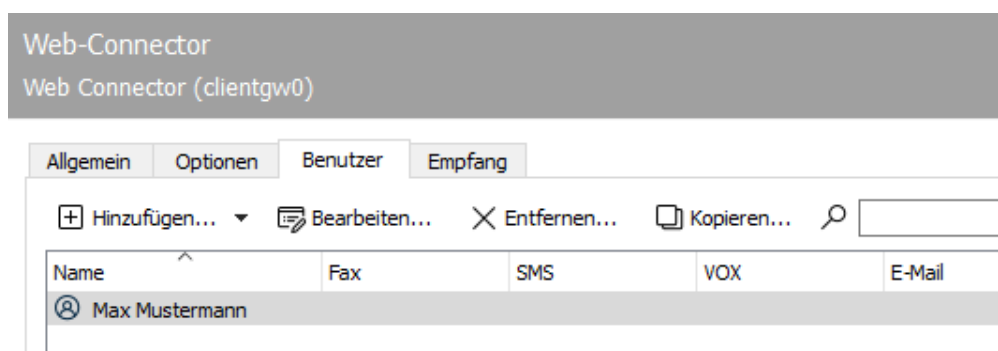 Web-Connector
Web Connector (clientgw0)
Allgemein Optionen Benutzer Empfang
Hinzufügen... Bearbeiten... Entfernen... Kopieren...
Name Fax SMS VOX E-Mail
Max Mustermann